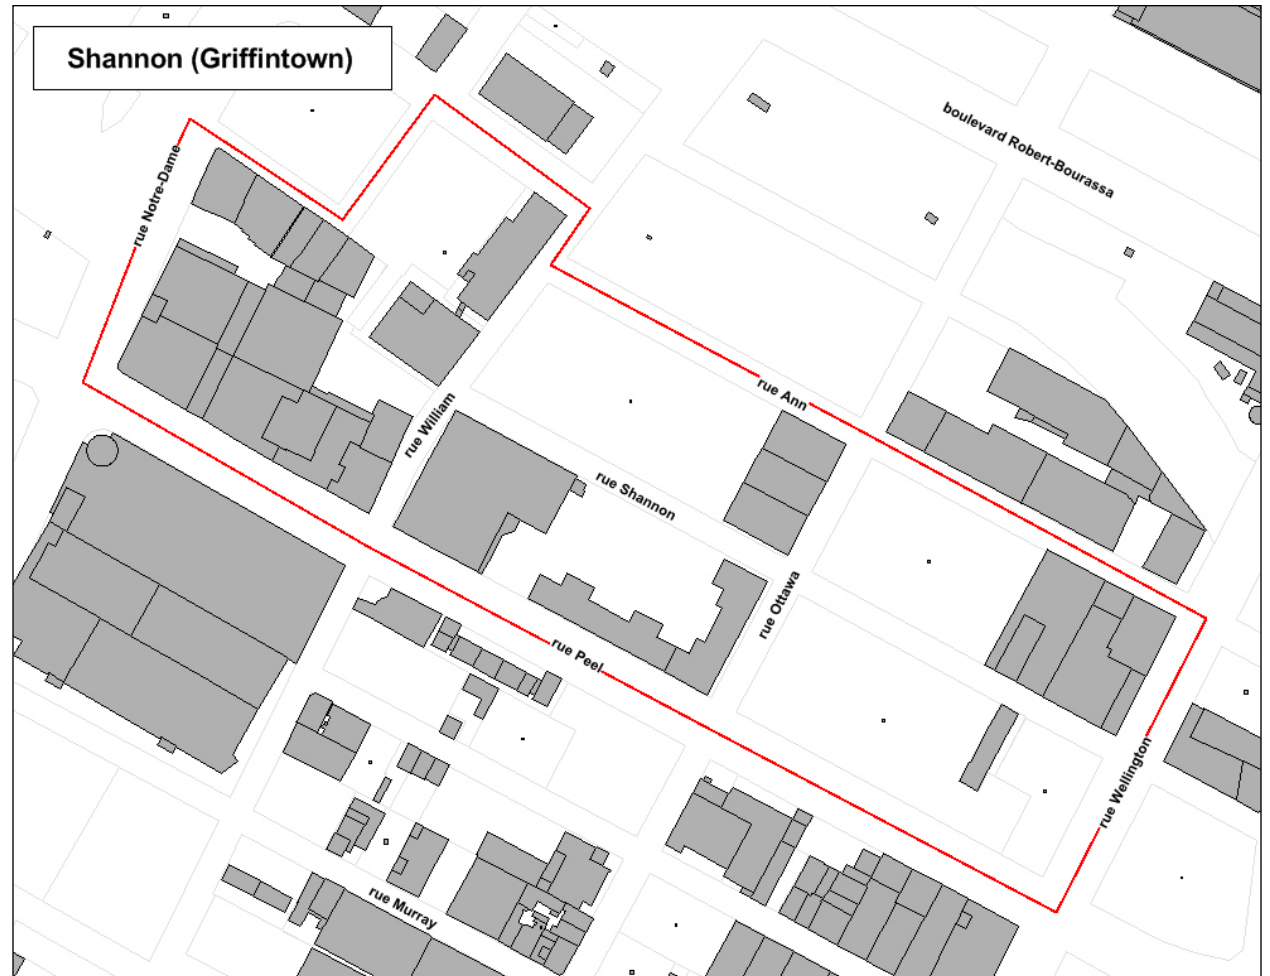 Shannon (Griffintown)
boulevard Robert-Bourassa
rue Notre-Dame
rue Ann
rue William
rue Shannon
rue Ottawa
rue Peel
rue Wellington
rue Murray